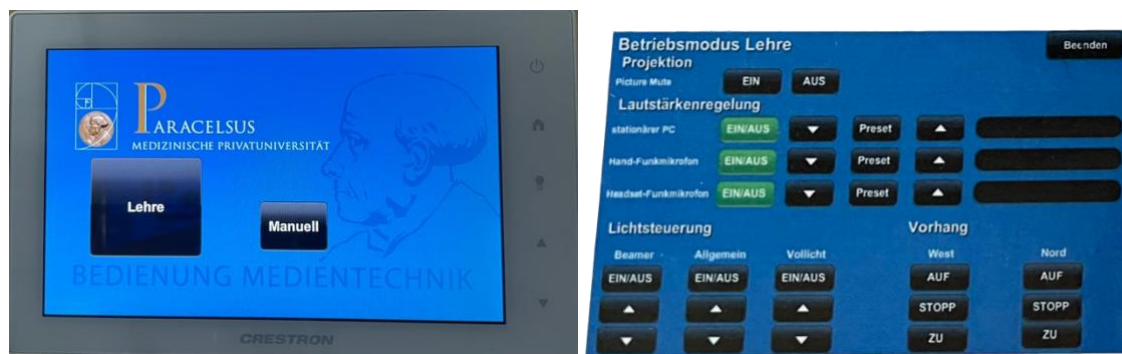 PARACELSUS
MEDIZINISCHE PRIVATUNIVERSITÄT
Lehre
Manuell
BEDIENUNG MEDIENTECHNIK
CRESTRON
Betriebsmodus Lehre
Beenden
Projektion
Picture Mute EIN AUS
Lautstärkenregelung
stationärer PC EIN/AUS Preset
Hand-Funkmikrofon EIN/AUS Preset
Headset-Funkmikrofon EIN/AUS Preset
Lichtsteuerung Vorhang
Beamer Allgemein Vollicht West Nord
EIN/AUS EIN/AUS EIN/AUS AUF AUF
STOPP STOPP
ZU ZU